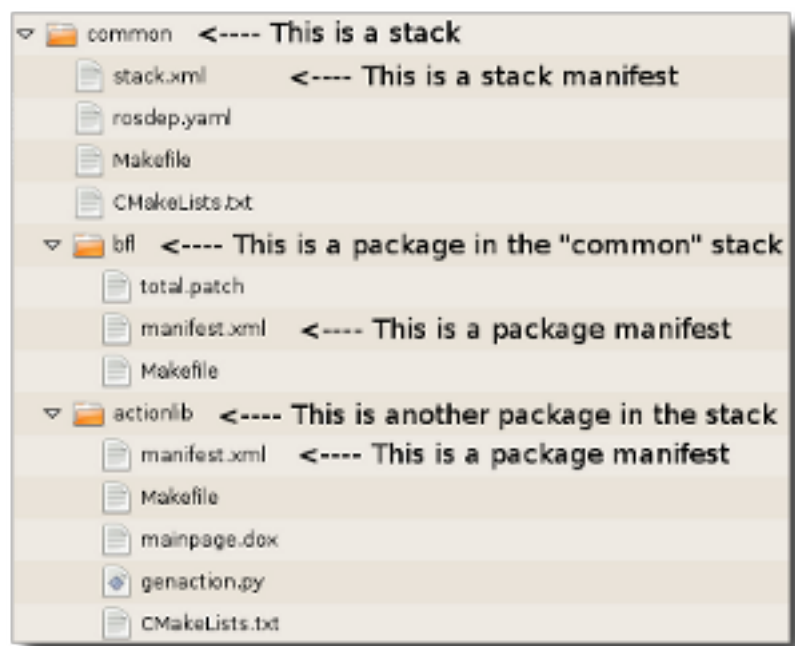 common <---- This is a stack
stack.xml <---- This is a stack manifest
rosdep.yaml
Makefile
CMakeLists.txt
bfl <---- This is a package in the "common" stack
total.patch
manifest.xml <---- This is a package manifest
Makefile
actionlib <---- This is another package in the stack
manifest.xml <---- This is a package manifest
Makefile
mainpage.dox
genaction.py
CMakeLists.txt